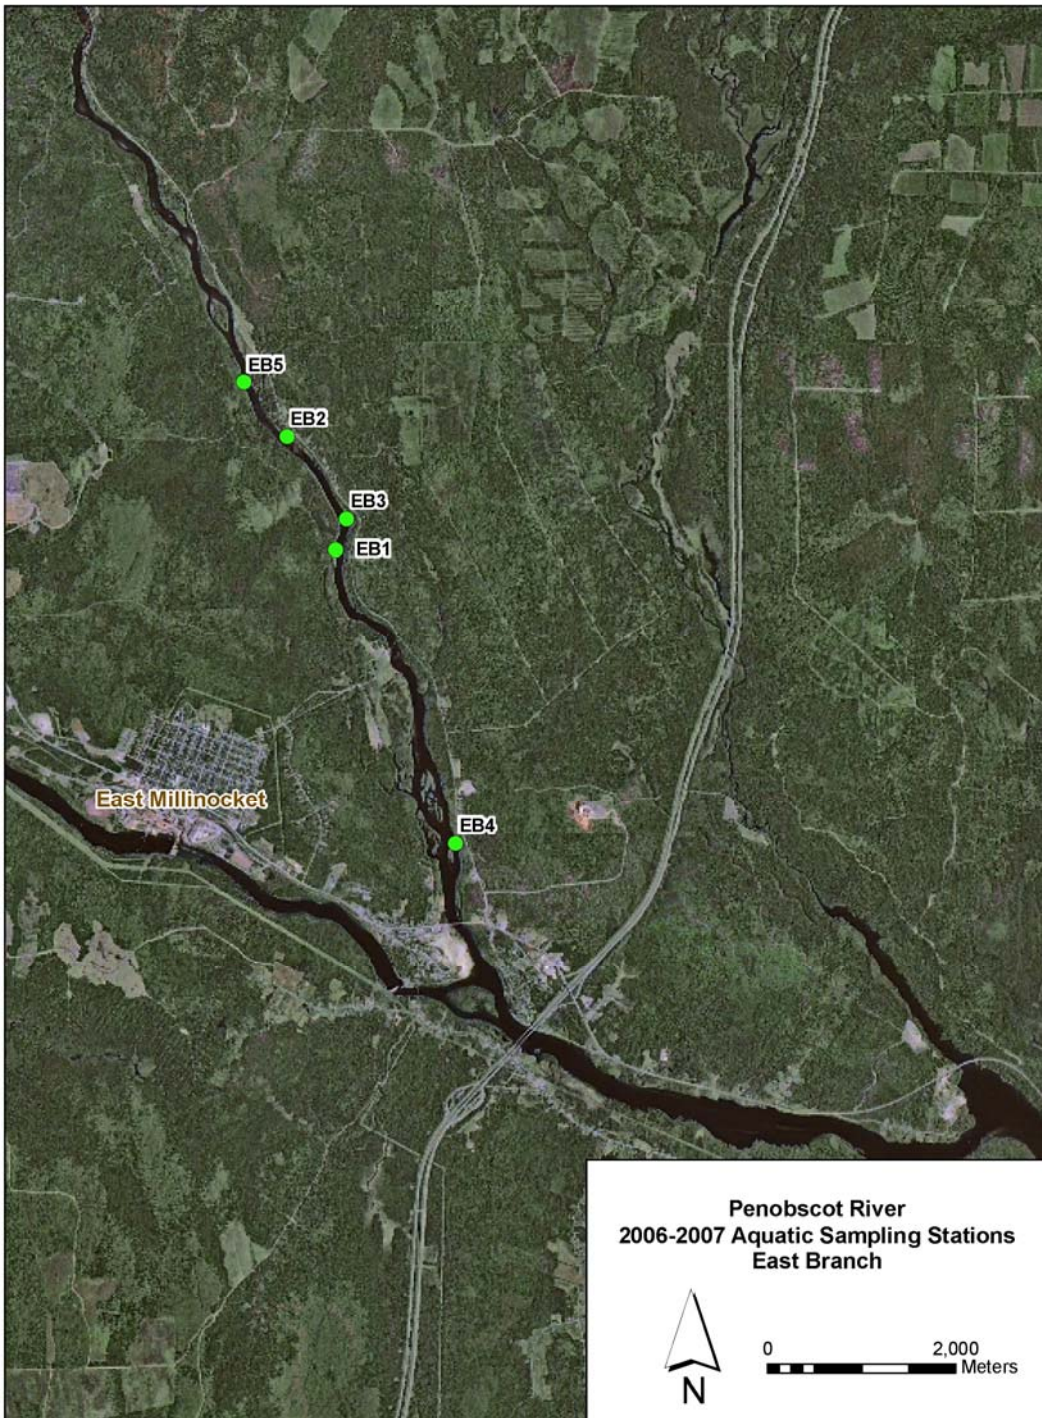 EB5
EB2
EB3
EB1
East Millinocket
EB4
Penobscot River
2006-2007 Aquatic Sampling Stations
East Branch
N
0 2,000
Meters